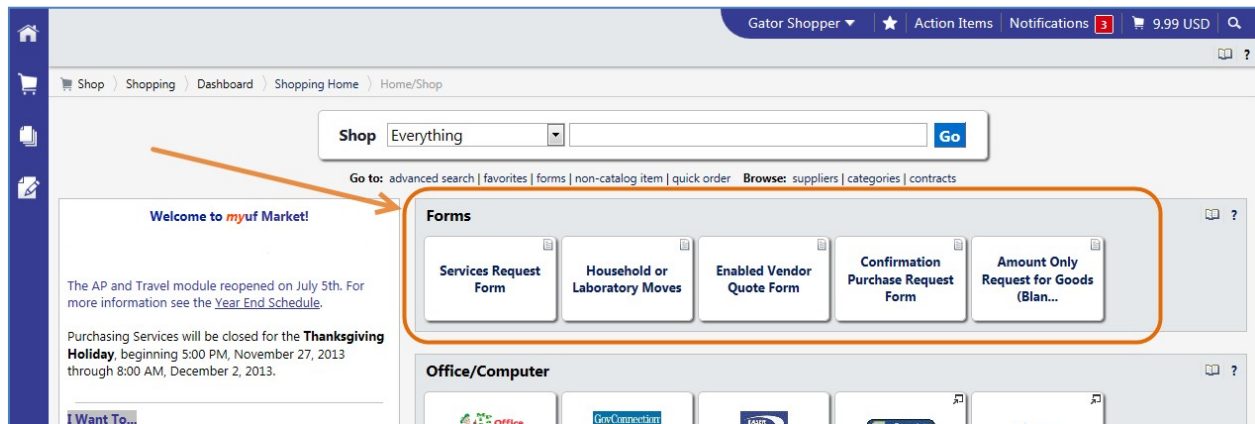 Gator Shopper Action Items Notifications 3 9.99 USD
?
Shop Shopping Dashboard Shopping Home Home/Shop
Shop Everything Go
Go to: advanced search | favorites | forms | non-catalog item | quick order Browse: suppliers | categories | contracts
Welcome to myuf Market!
The AP and Travel module reopened on July 5th. For
more information see the Year End Schedule.
Purchasing Services will be closed for the Thanksgiving
Holiday, beginning 5:00 PM, November 27, 2013
through 8:00 AM, December 2, 2013.
I Want To...
Forms ?
Services Request
Form
Household or
Laboratory Moves
Enabled Vendor
Quote Form
Confirmation
Purchase Request
Form
Amount Only
Request for Goods
(Blan...
Office/Computer ?
Office
GovConnection